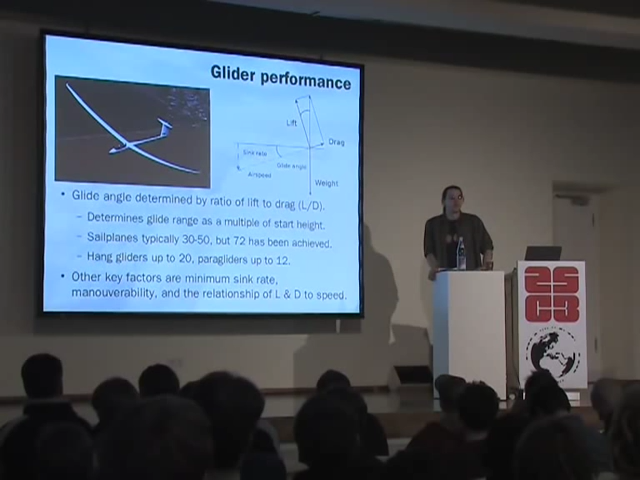 Glider performance
Lift
Drag
Sink rate
Glide angle
Airspeed
Weight
• Glide angle determined by ratio of lift to drag (L/D).
– Determines glide range as a multiple of start height.
– Sailplanes typically 30-50, but 72 has been achieved.
– Hang gliders up to 20, paragliders up to 12.
• Other key factors are minimum sink rate,
manouverability, and the relationship of L & D to speed.
25
C3